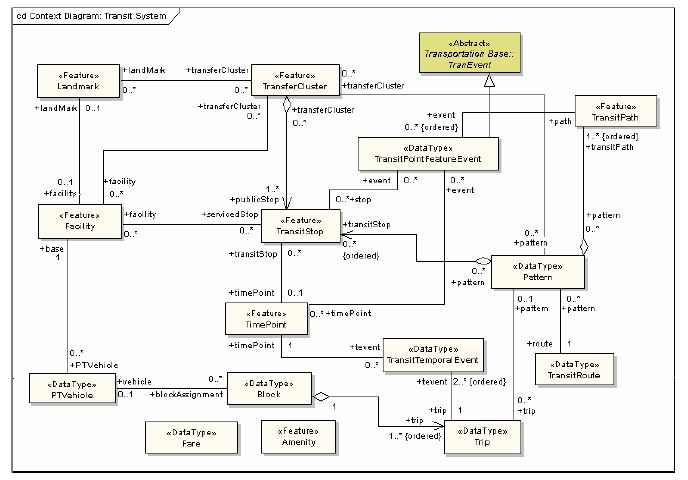 cd Context Diagram: Transit System
«Abstract»
Transportation Base::
TranEvent
«Feature»
Landmark
+landMark
+transferCluster
0..*
0..*
«Feature»
TransferCluster
0..*
+transferCluster
+landMark
0..1
+transferCluster
0..*
+transferCluster
0..*
+event
0..* {ordered}
+path
«Feature»
TransitPath
1..* {ordered]
+transitPath
«DataType»
TransitPointFeatureEvent
0..1
+facility
+facility
0..*
1..*
+publicStop
+event
0..*
0..*
+event
0..*
+stop
«Feature»
Facility
+facility
0..*
+servicedStop
0..*
«Feature»
TransitStop
+transitStop
0..*
{ordered]
+pattern
0..*
0..*
+pattern
+base
1
+transitStop
0..*
0..*
+pattern
«DataType»
Pattern
+timePoint
0..1
0..*
+timePoint
0..1
+pattern
0..*
+pattern
«Feature»
TimePoint
+timePoint
1
+tevent
0..*
«DataType»
TransitTemporalEvent
+route
1
«DataType»
TransitRoute
0..*
+PTVehicle
«DataType»
PTVehicle
+vehicle
0..1
0..*
+blockAssignment
«DataType»
Block
1
+tevent
2..* {ordered]
0..*
+trip
+trip
1
+trip
1..* {ordered]
«DataType»
Trip
«DataType»
Fare
«Feature»
Amenity